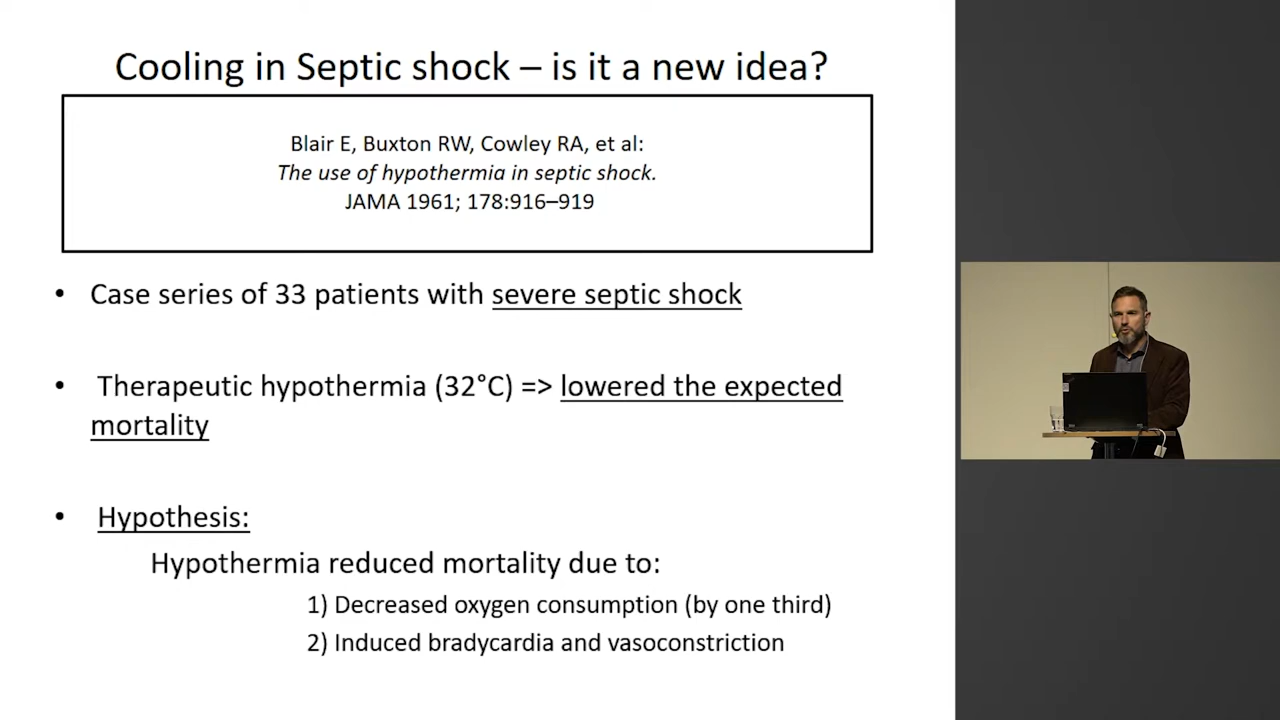 Cooling in Septic shock – is it a new idea?
Blair E, Buxton RW, Cowley RA, et al:
The use of hypothermia in septic shock.
JAMA 1961; 178:916–919
• Case series of 33 patients with severe septic shock
• Therapeutic hypothermia (32°C) => lowered the expected
mortality
• Hypothesis:
Hypothermia reduced mortality due to:
1) Decreased oxygen consumption (by one third)
2) Induced bradycardia and vasoconstriction